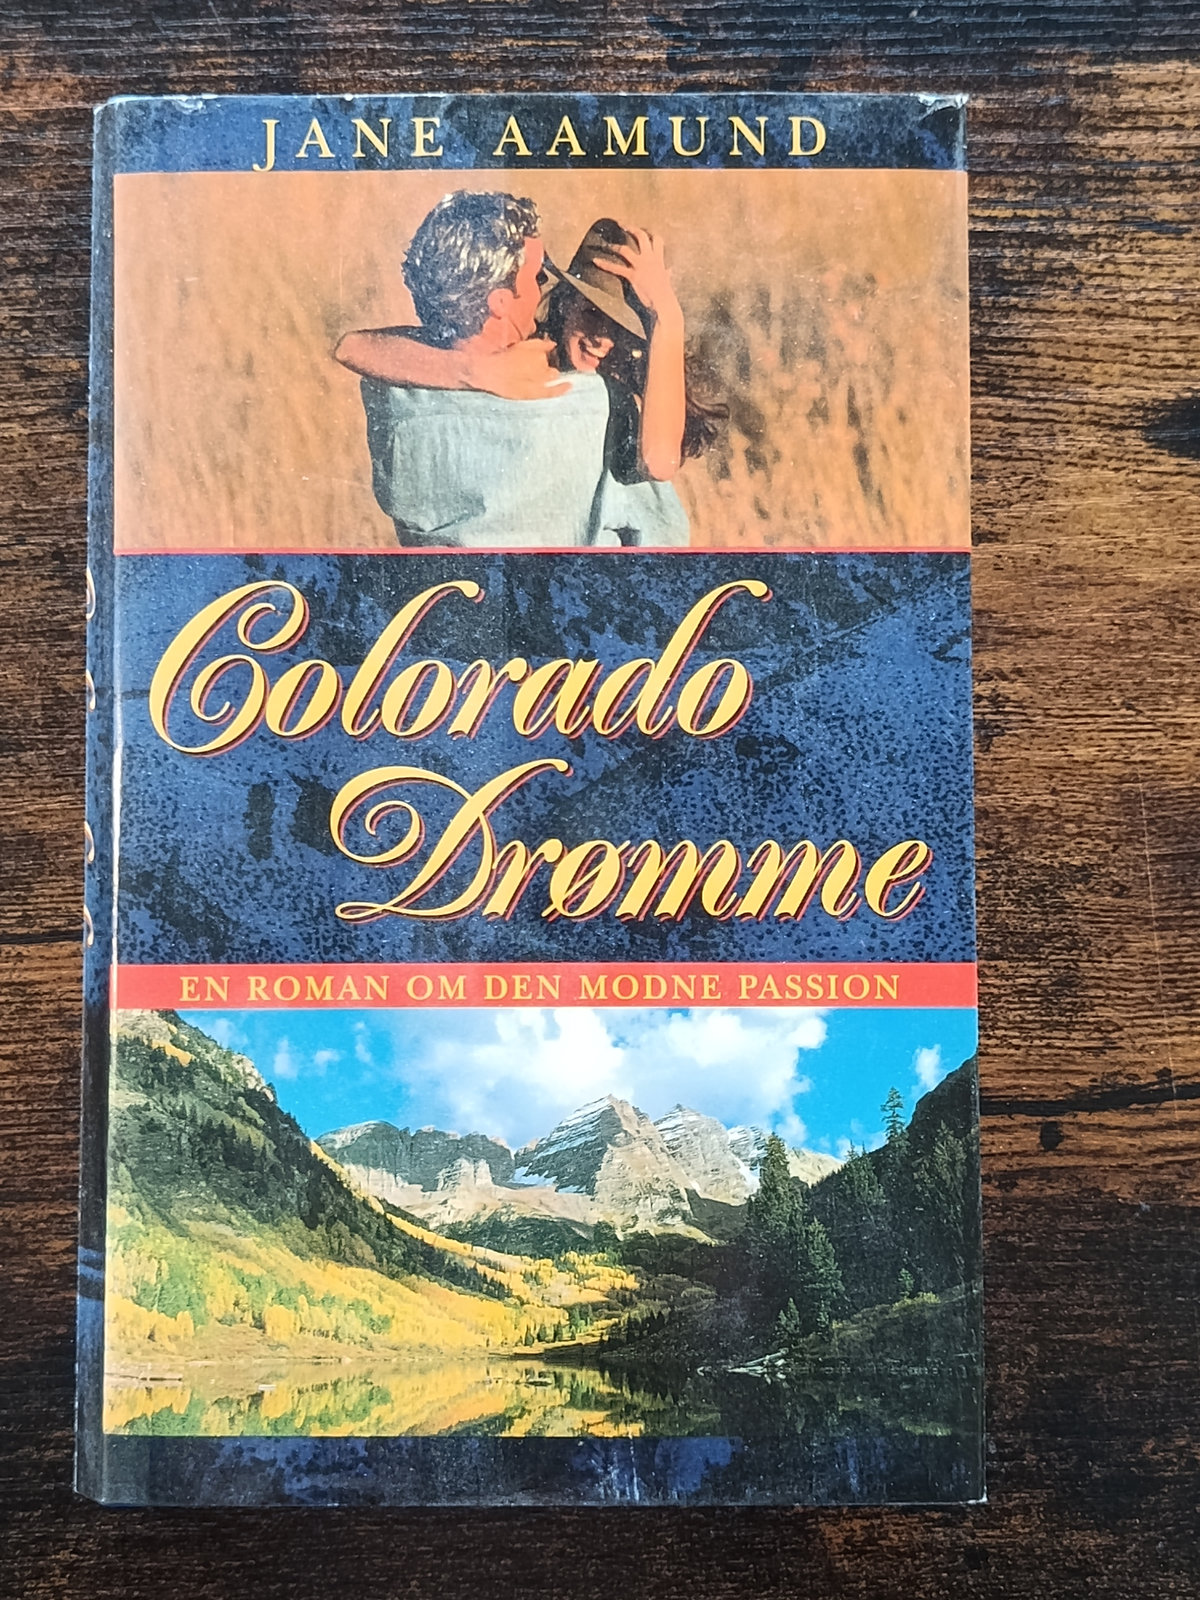 JANE AAMUND
Colorado
Drømme
EN ROMAN OM DEN MODNE PASSION